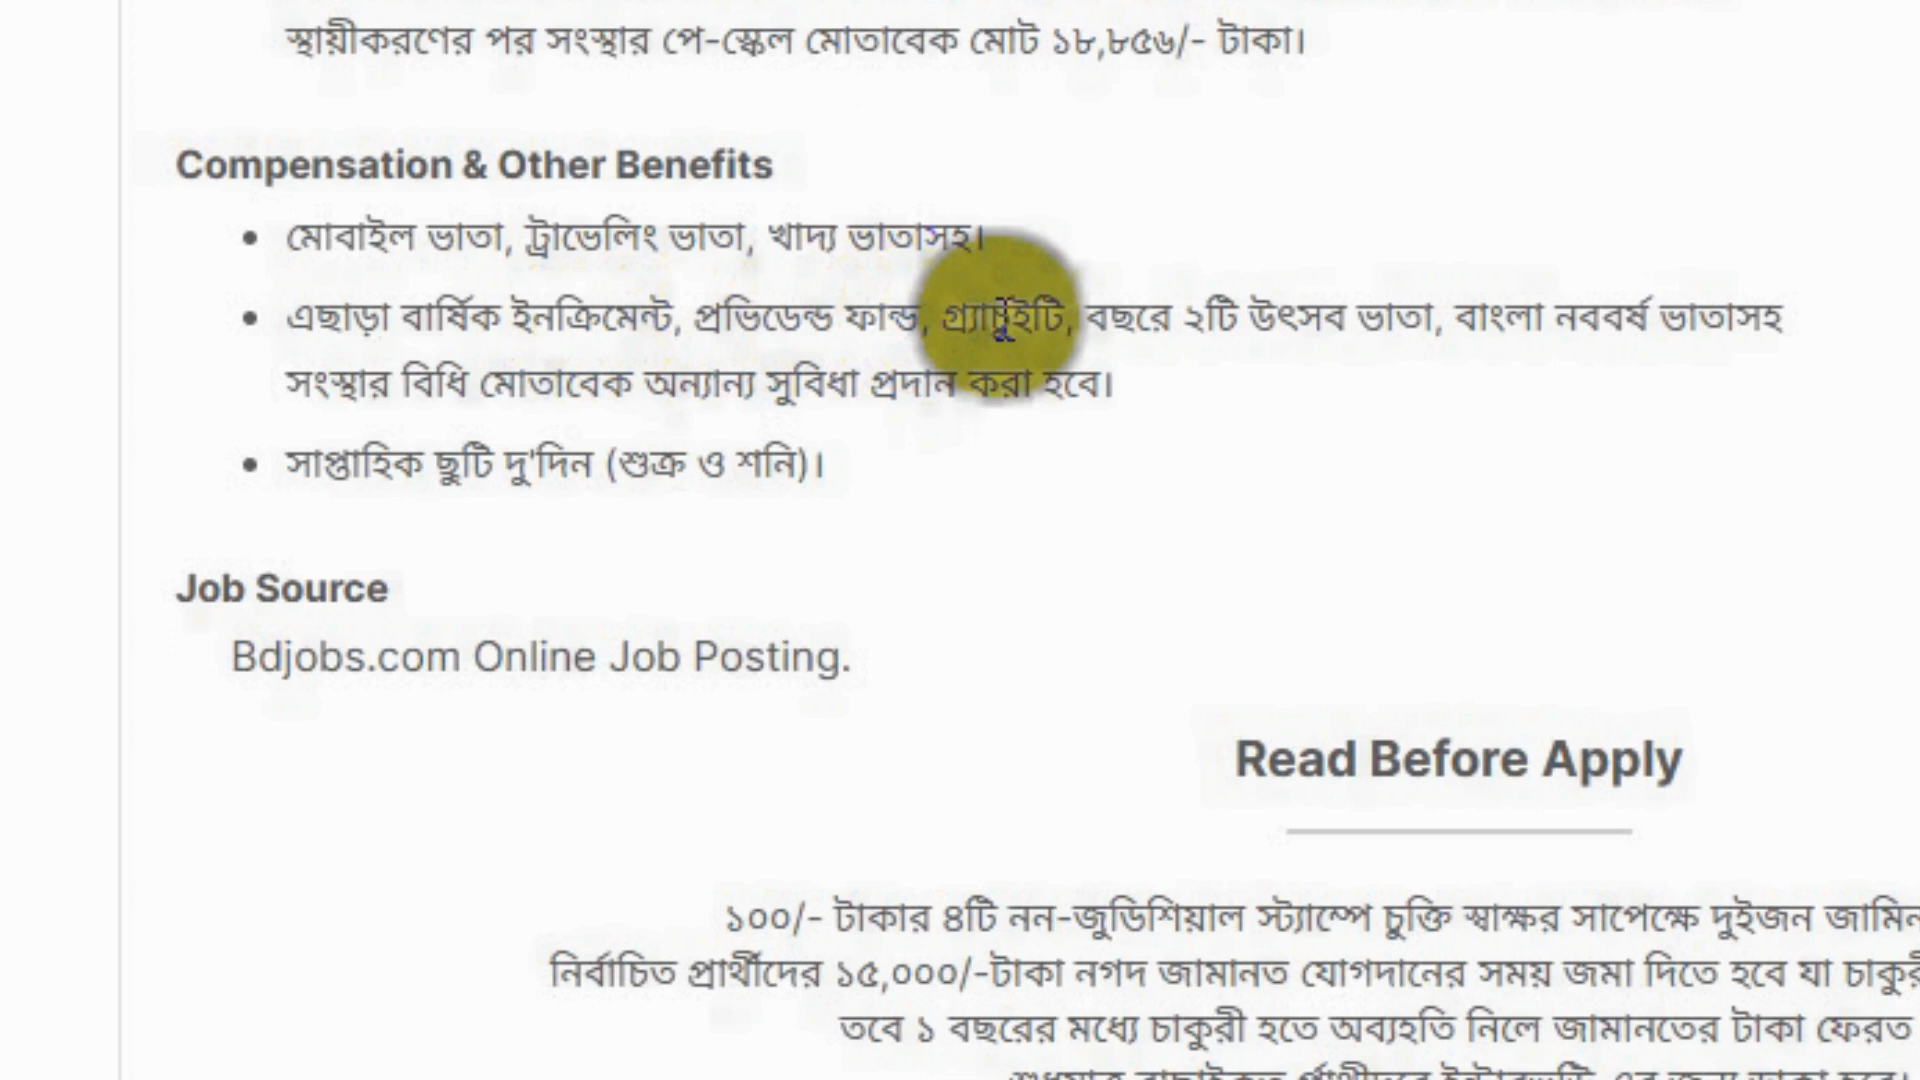 স্থায়ীকরণের পর সংস্থার পে-স্কেল মোতাবেক মোট ১৮,৮৫৬/- টাকা।
Compensation & Other Benefits
• মোবাইল ভাতা, ট্রাভেলিং ভাতা, খাদ্য ভাতাসহ।
• এছাড়া বার্ষিক ইনক্রিমেন্ট, প্রভিডেন্ড ফান্ড, গ্র্যাচুইটি, বছরে ২টি উৎসব ভাতা, বাংলা নববর্ষ ভাতাসহ
সংস্থার বিধি মোতাবেক অন্যান্য সুবিধা প্রদান করা হবে।
• সাপ্তাহিক ছুটি দু'দিন (শুক্র ও শনি)।
Job Source
Bdjobs.com Online Job Posting.
Read Before Apply
১০০/- টাকার ৪টি নন-জুডিশিয়াল স্ট্যাম্পে চুক্তি স্বাক্ষর সাপেক্ষে দুইজন জামিন
নির্বাচিত প্রার্থীদের ১৫,০০০/-টাকা নগদ জামানত যোগদানের সময় জমা দিতে হবে যা চাকুরী
তবে ১ বছরের মধ্যে চাকুরী হতে অব্যহতি নিলে জামানতের টাকা ফেরত